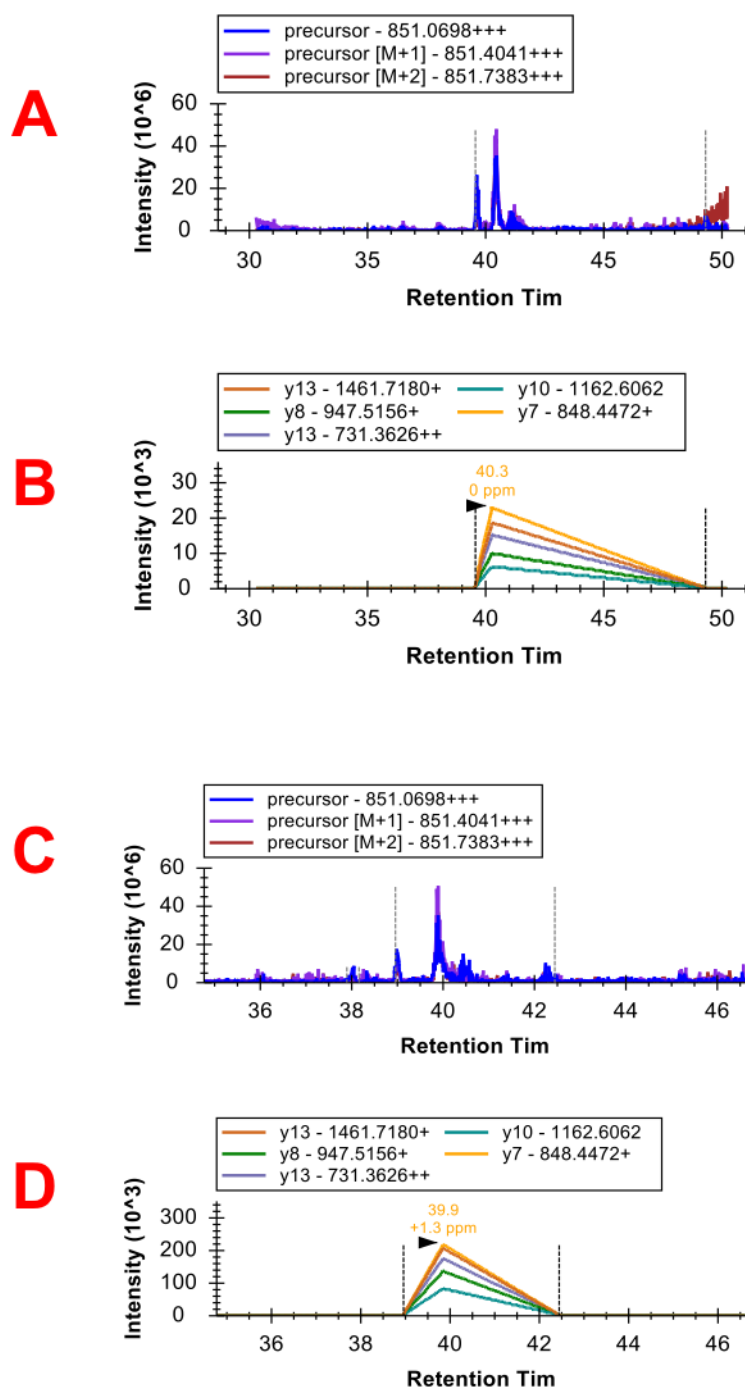 A
precursor - 851.0698+++
precursor [M+1] - 851.4041+++
precursor [M+2] - 851.7383+++
Intensity (10^6)
60
40
20
0
30 35 40 45 50
Retention Tim
B
y13 - 1461.7180+ y10 - 1162.6062
y8 - 947.5156+ y7 - 848.4472+
y13 - 731.3626++
Intensity (10^3)
30
20
10
0
40.3
0 ppm
30 35 40 45 50
Retention Tim
C
precursor - 851.0698+++
precursor [M+1] - 851.4041+++
precursor [M+2] - 851.7383+++
Intensity (10^6)
60
40
20
0
36 38 40 42 44 46
Retention Tim
D
y13 - 1461.7180+ y10 - 1162.6062
y8 - 947.5156+ y7 - 848.4472+
y13 - 731.3626++
Intensity (10^3)
300
200
100
0
39.9
+1.3 ppm
36 38 40 42 44 46
Retention Tim